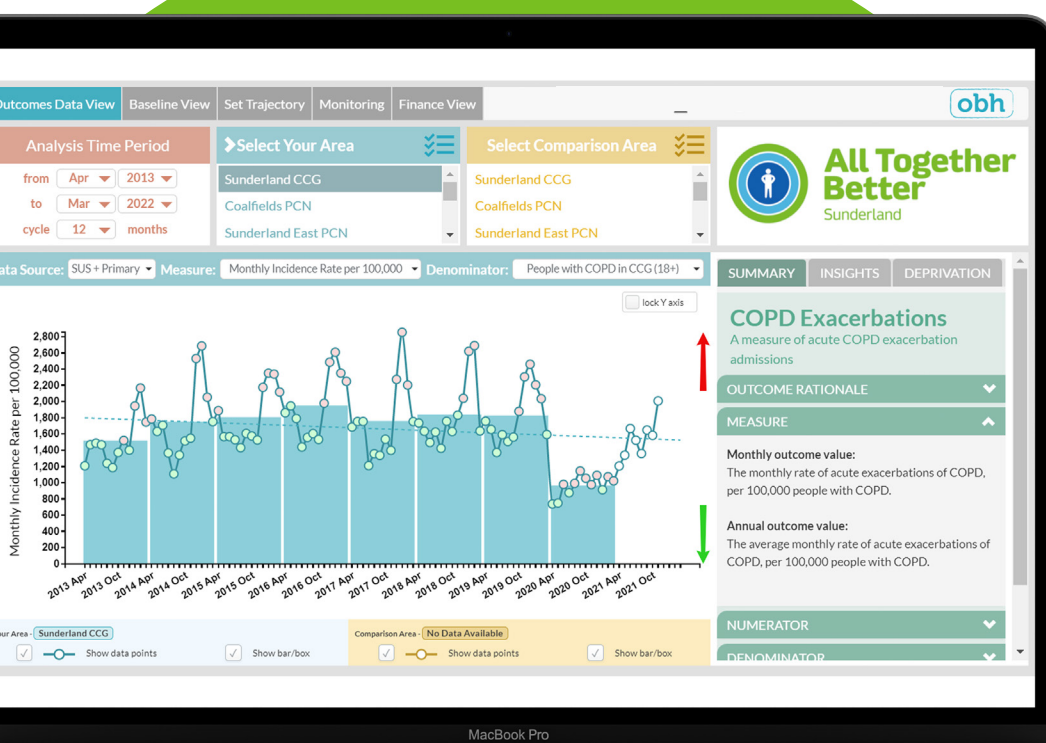 Outcomes Data View Baseline View Set Trajectory Monitoring Finance View
obh
Analysis Time Period
from Apr 2013
to Mar 2022
cycle 12 months
Select Your Area
Sunderland CCG
Coalfields PCN
Sunderland East PCN
Select Comparison Area
Sunderland CCG
Coalfields PCN
Sunderland East PCN
All Together
Better
Sunderland
ata Source: SUS + Primary Measure: Monthly Incidence Rate per 100,000 Denominator: People with COPD in CCG (18+)
lock Y axis
Monthly Incidence Rate per 100,000
2,800
2,600
2,400
2,200
2,000
1,800
1,600
1,400
1,200
1,000
800
600
400
200
0
2013 Apr 2013 Oct 2014 Apr 2014 Oct 2015 Apr 2015 Oct 2016 Apr 2016 Oct 2017 Apr 2017 Oct 2018 Apr 2018 Oct 2019 Apr 2019 Oct 2020 Apr 2020 Oct 2021 Apr 2021 Oct
our Area - Sunderland CCG
Show data points Show bar/box
Comparison Area - No Data Available
Show data points Show bar/box
SUMMARY INSIGHTS DEPRIVATION
COPD Exacerbations
A measure of acute COPD exacerbation
admissions
OUTCOME RATIONALE
MEASURE
Monthly outcome value:
The monthly rate of acute exacerbations of COPD,
per 100,000 people with COPD.
Annual outcome value:
The average monthly rate of acute exacerbations of
COPD, per 100,000 people with COPD.
NUMERATOR
DENOMINATOR
MacBook Pro